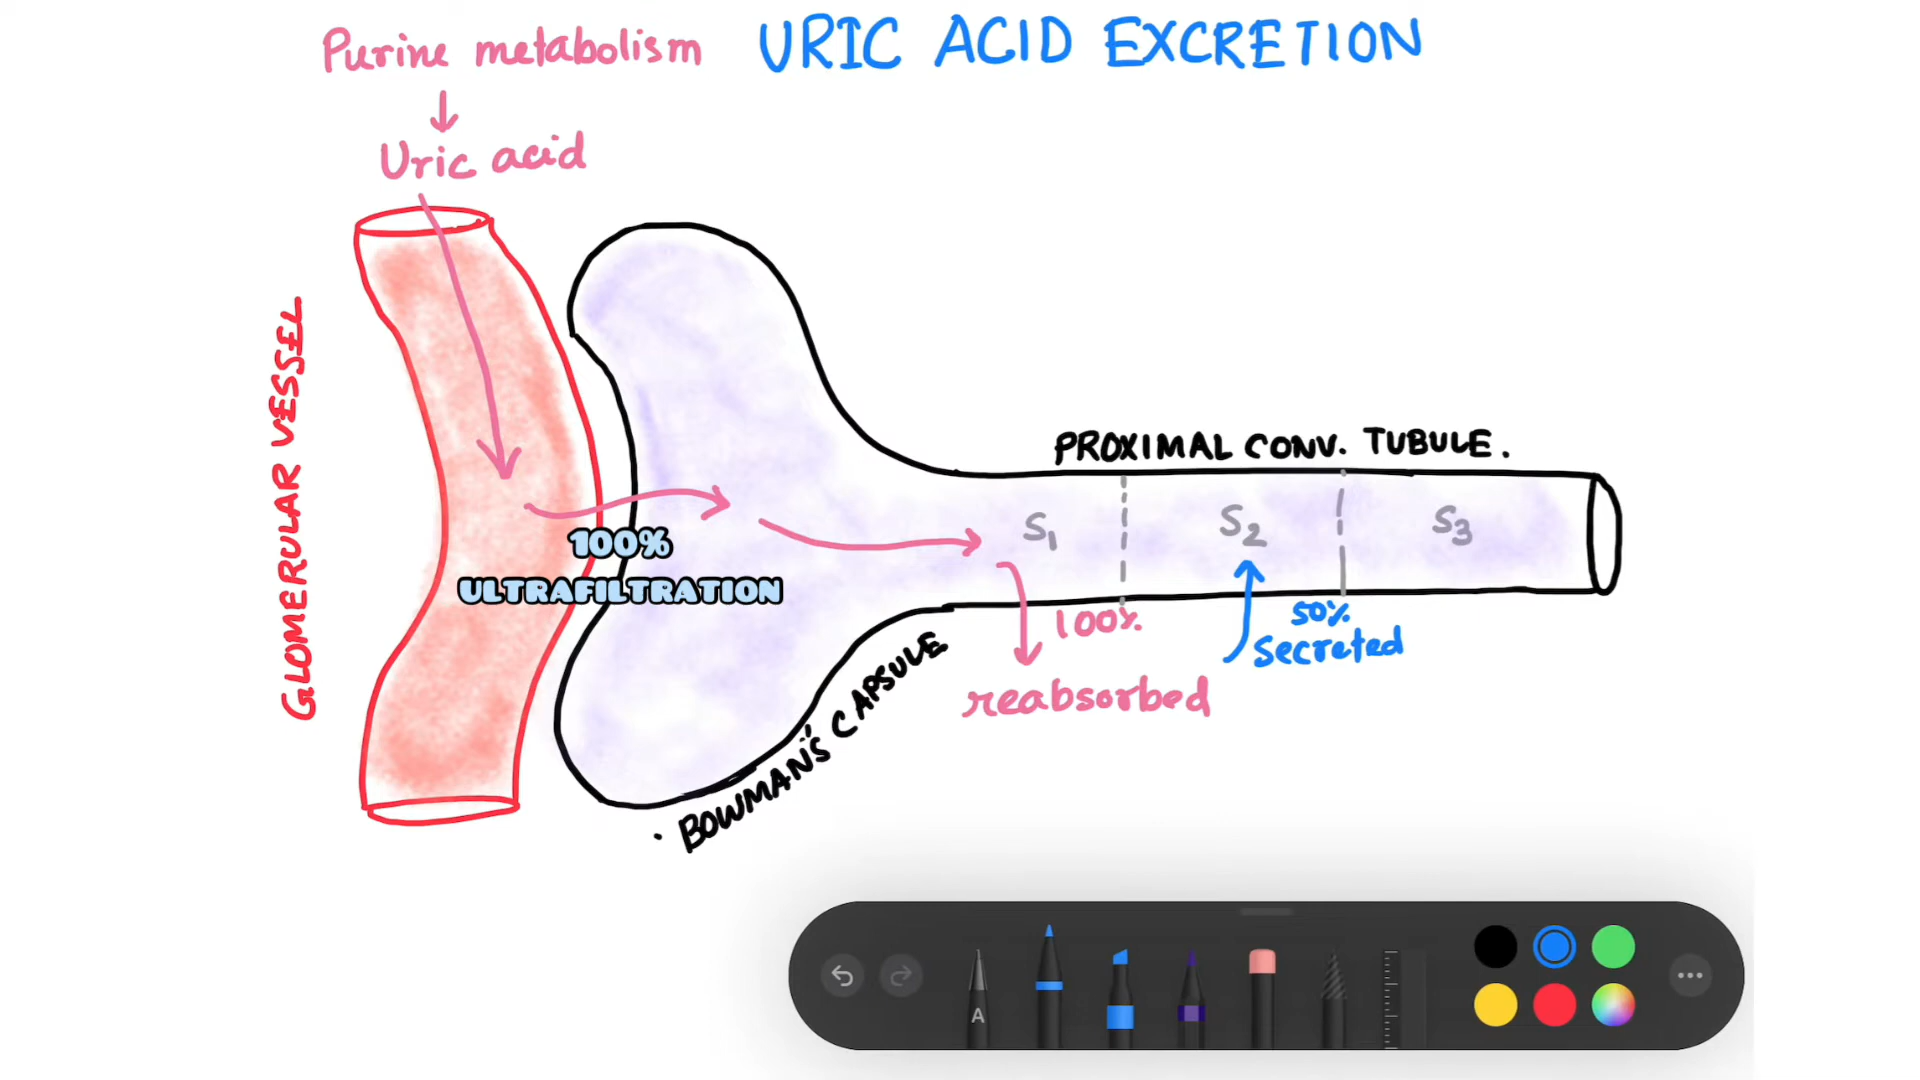 Purine metabolism
URIC ACID EXCRETION
Uric acid
GLOMERULAR VESSEL
PROXIMAL CONV. TUBULE.
S1
S2
S3
100%
ULTRAFILTRATION
100%
reabsorbed
50%
Secreted
BOWMAN'S CAPSULE
A